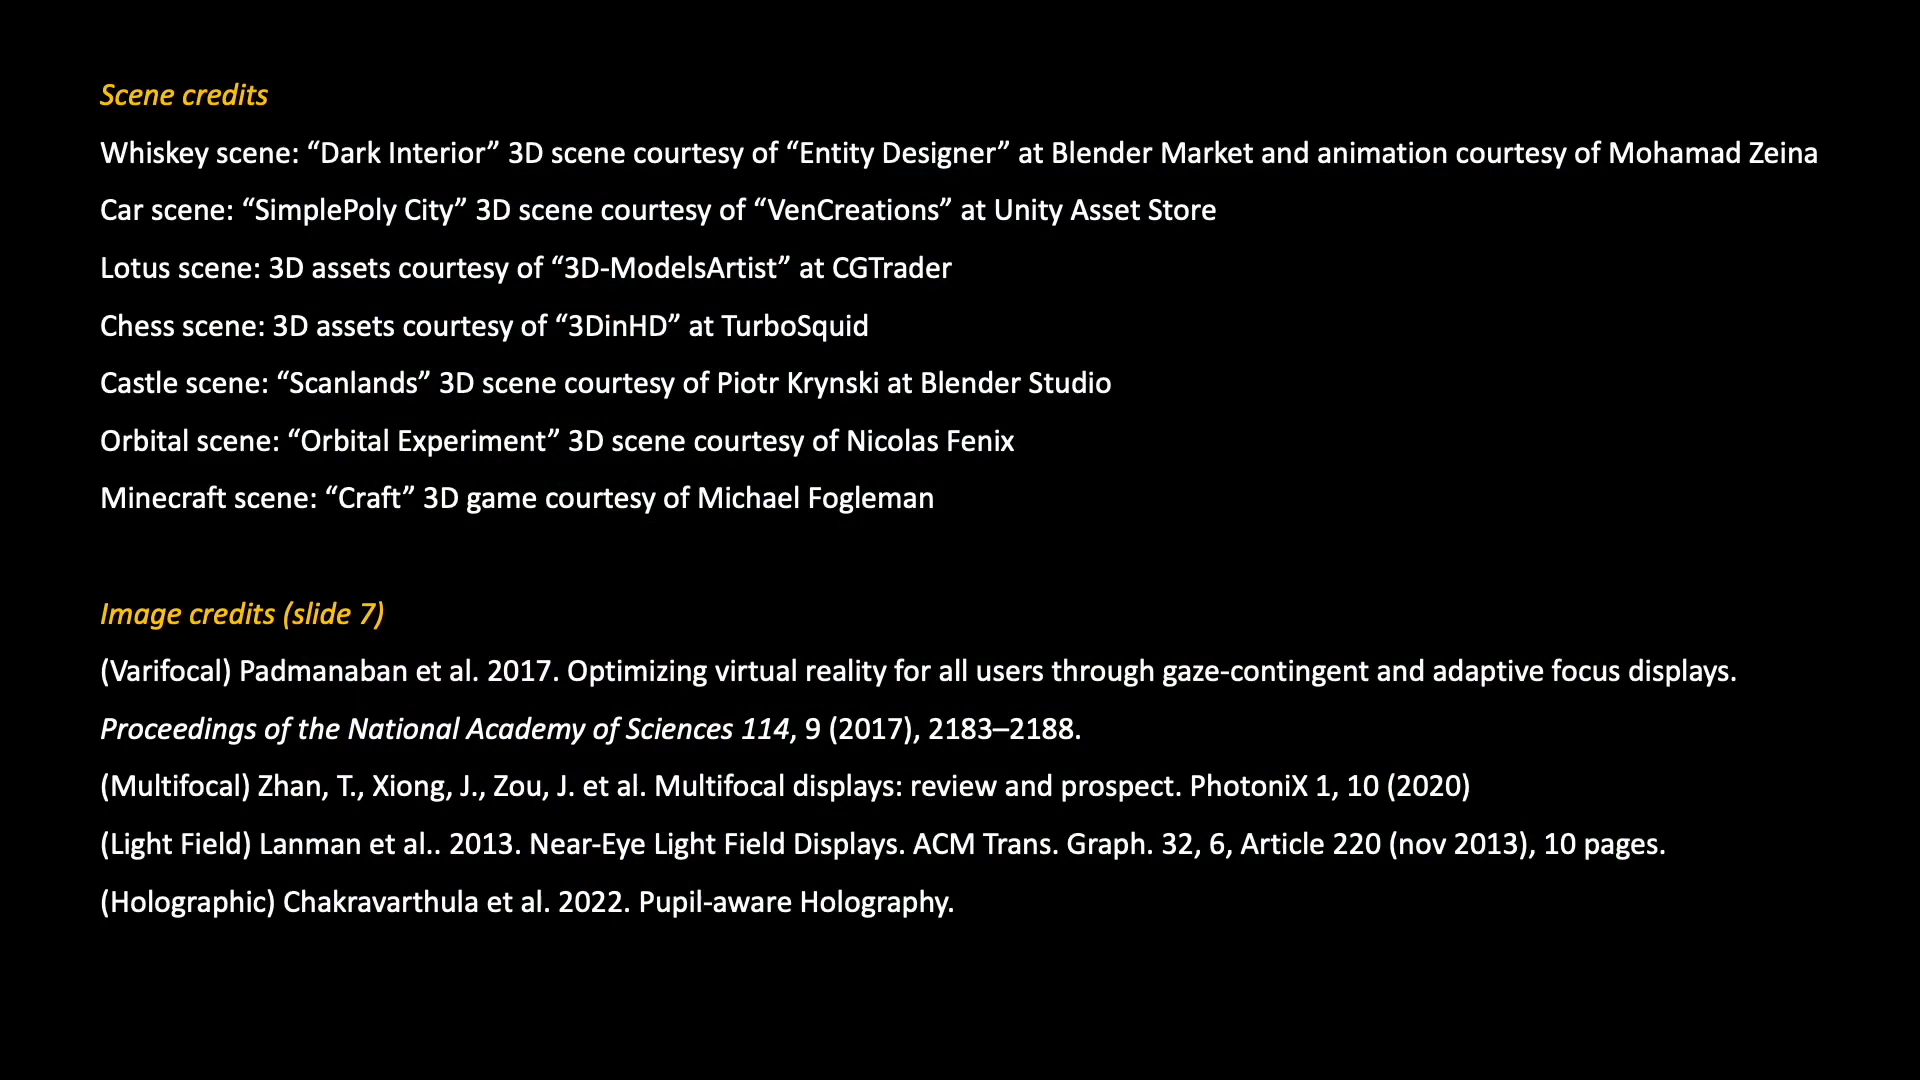 Scene credits
Whiskey scene: “Dark Interior” 3D scene courtesy of “Entity Designer” at Blender Market and animation courtesy of Mohamad Zeina
Car scene: “SimplePoly City” 3D scene courtesy of “VenCreations” at Unity Asset Store
Lotus scene: 3D assets courtesy of “3D-ModelsArtist” at CGTrader
Chess scene: 3D assets courtesy of “3DinHD” at TurboSquid
Castle scene: “Scanlands” 3D scene courtesy of Piotr Krynski at Blender Studio
Orbital scene: “Orbital Experiment” 3D scene courtesy of Nicolas Fenix
Minecraft scene: “Craft” 3D game courtesy of Michael Fogleman
Image credits (slide 7)
(Varifocal) Padmanaban et al. 2017. Optimizing virtual reality for all users through gaze-contingent and adaptive focus displays.
Proceedings of the National Academy of Sciences 114, 9 (2017), 2183–2188.
(Multifocal) Zhan, T., Xiong, J., Zou, J. et al. Multifocal displays: review and prospect. PhotoniX 1, 10 (2020)
(Light Field) Lanman et al.. 2013. Near-Eye Light Field Displays. ACM Trans. Graph. 32, 6, Article 220 (nov 2013), 10 pages.
(Holographic) Chakravarthula et al. 2022. Pupil-aware Holography.